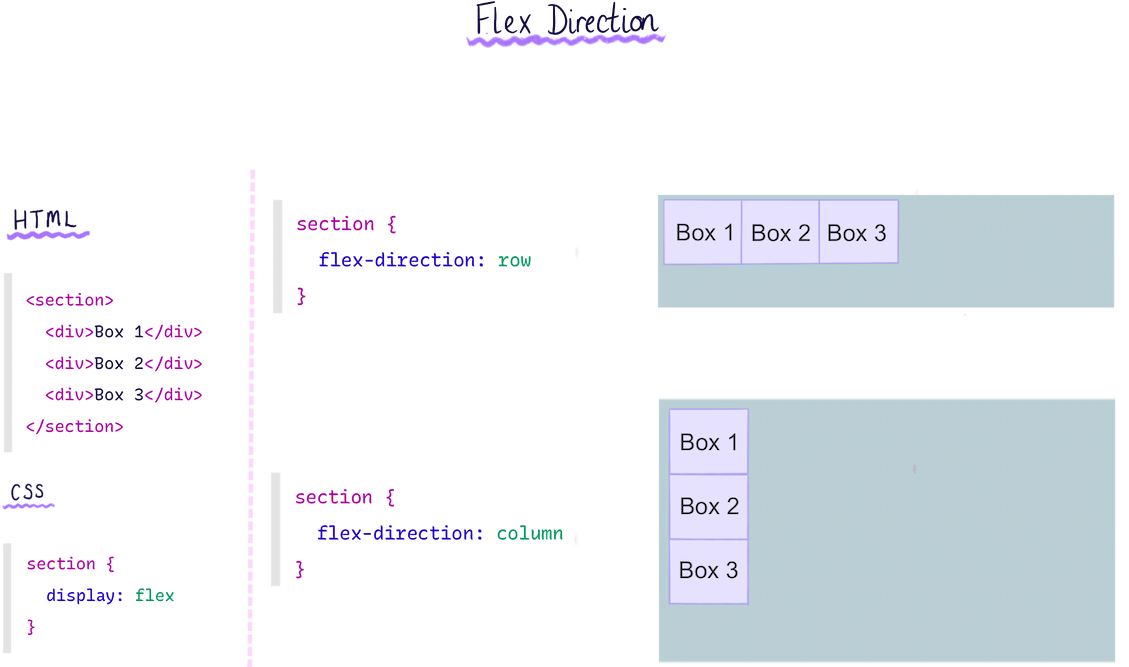 Flex Direction
HTML
<section>
<div>Box 1</div>
<div>Box 2</div>
<div>Box 3</div>
</section>
CSS
section {
display: flex
}
section {
flex-direction: row
}
Box 1 Box 2 Box 3
section {
flex-direction: column
}
Box 1
Box 2
Box 3